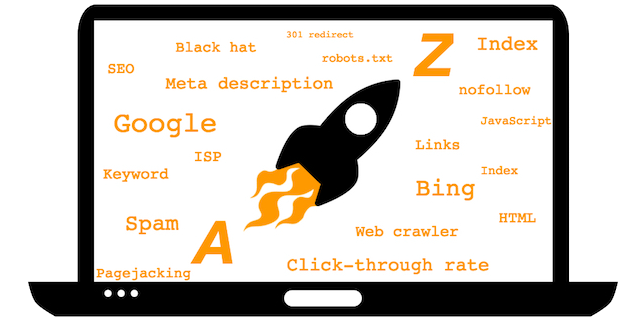 301 redirect
Z
Index
Black hat
robots.txt
SEO
Meta description
nofollow
Google
JavaScript
Links
ISP
Keyword
Index
Bing
Spam
HTML
A
Web crawler
Click-through rate
Pagejacking